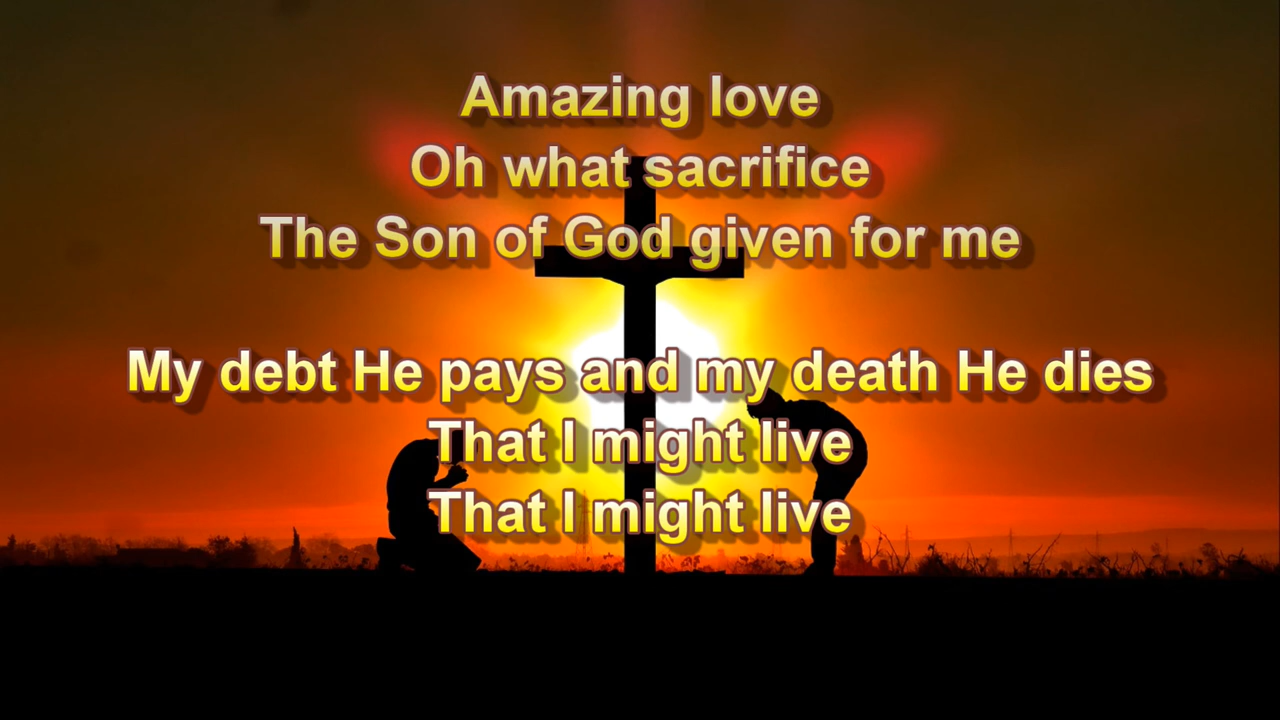 Amazing love
Oh what sacrifice
The Son of God given for me
My debt He pays and my death He dies
That I might live
That I might live